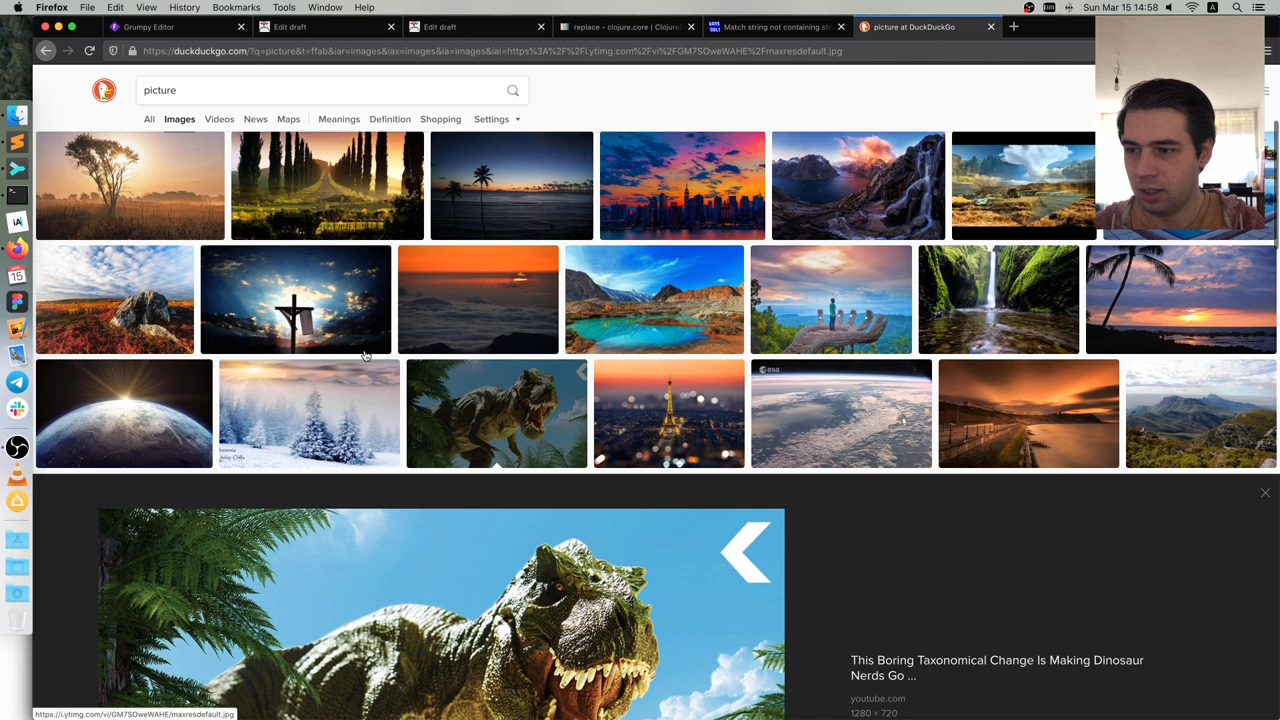 Firefox File Edit View History Bookmarks Tools Window Help Sun Mar 15 14:58
Grumpy Editor Edit draft Edit draft replace - clojure.core | Clojure Match string not containing str picture at DuckDuckGo
https://duckduckgo.com/?q=picture&t=ffab&iar=images&iax=images&ia=images&iai=https%3A%2F%2Fi.ytimg.com%2Fvi%2FGM7SOweWAHE%2Fmaxresdefault.jpg
picture
All Images Videos News Maps Meanings Definition Shopping Settings
esa
This Boring Taxonomical Change Is Making Dinosaur
Nerds Go ...
youtube.com
1280 × 720
https://i.ytimg.com/vi/GM7SOweWAHE/maxresdefault.jpg
iA
15
A